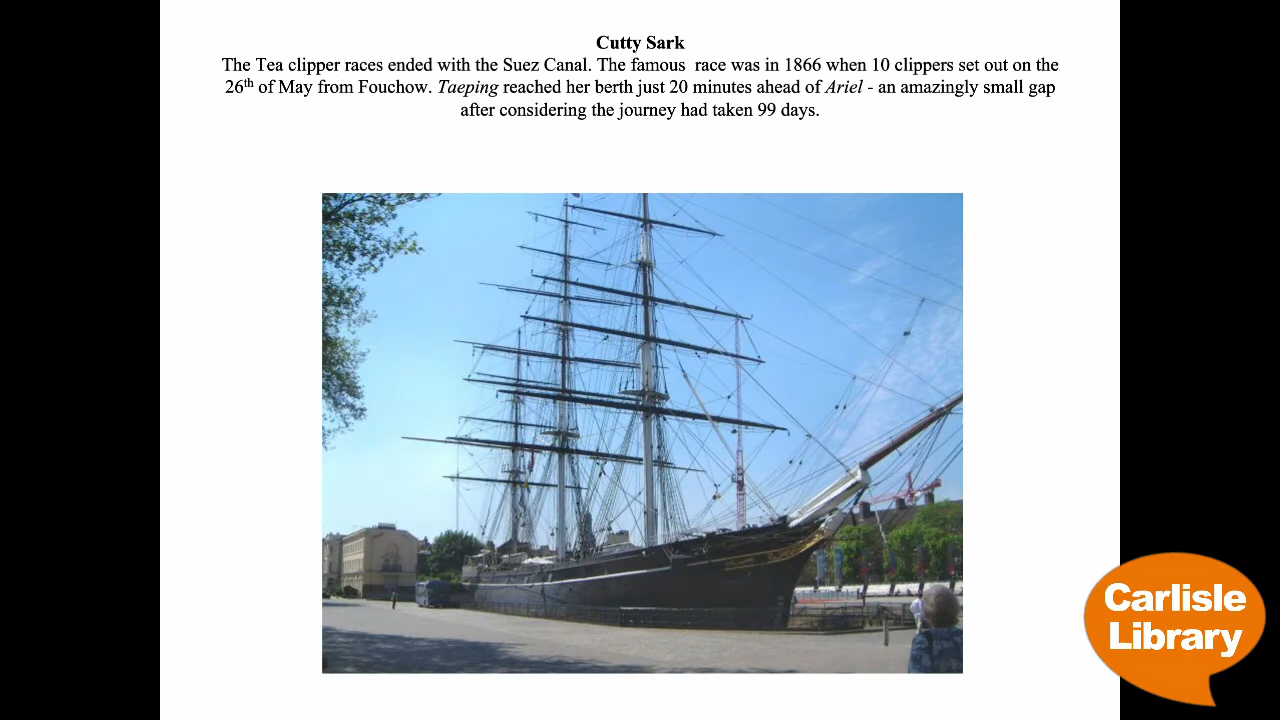 Cutty Sark
The Tea clipper races ended with the Suez Canal. The famous  race was in 1866 when 10 clippers set out on the
26th of May from Fouchow. Taeping reached her berth just 20 minutes ahead of Ariel - an amazingly small gap
after considering the journey had taken 99 days.
Carlisle
Library